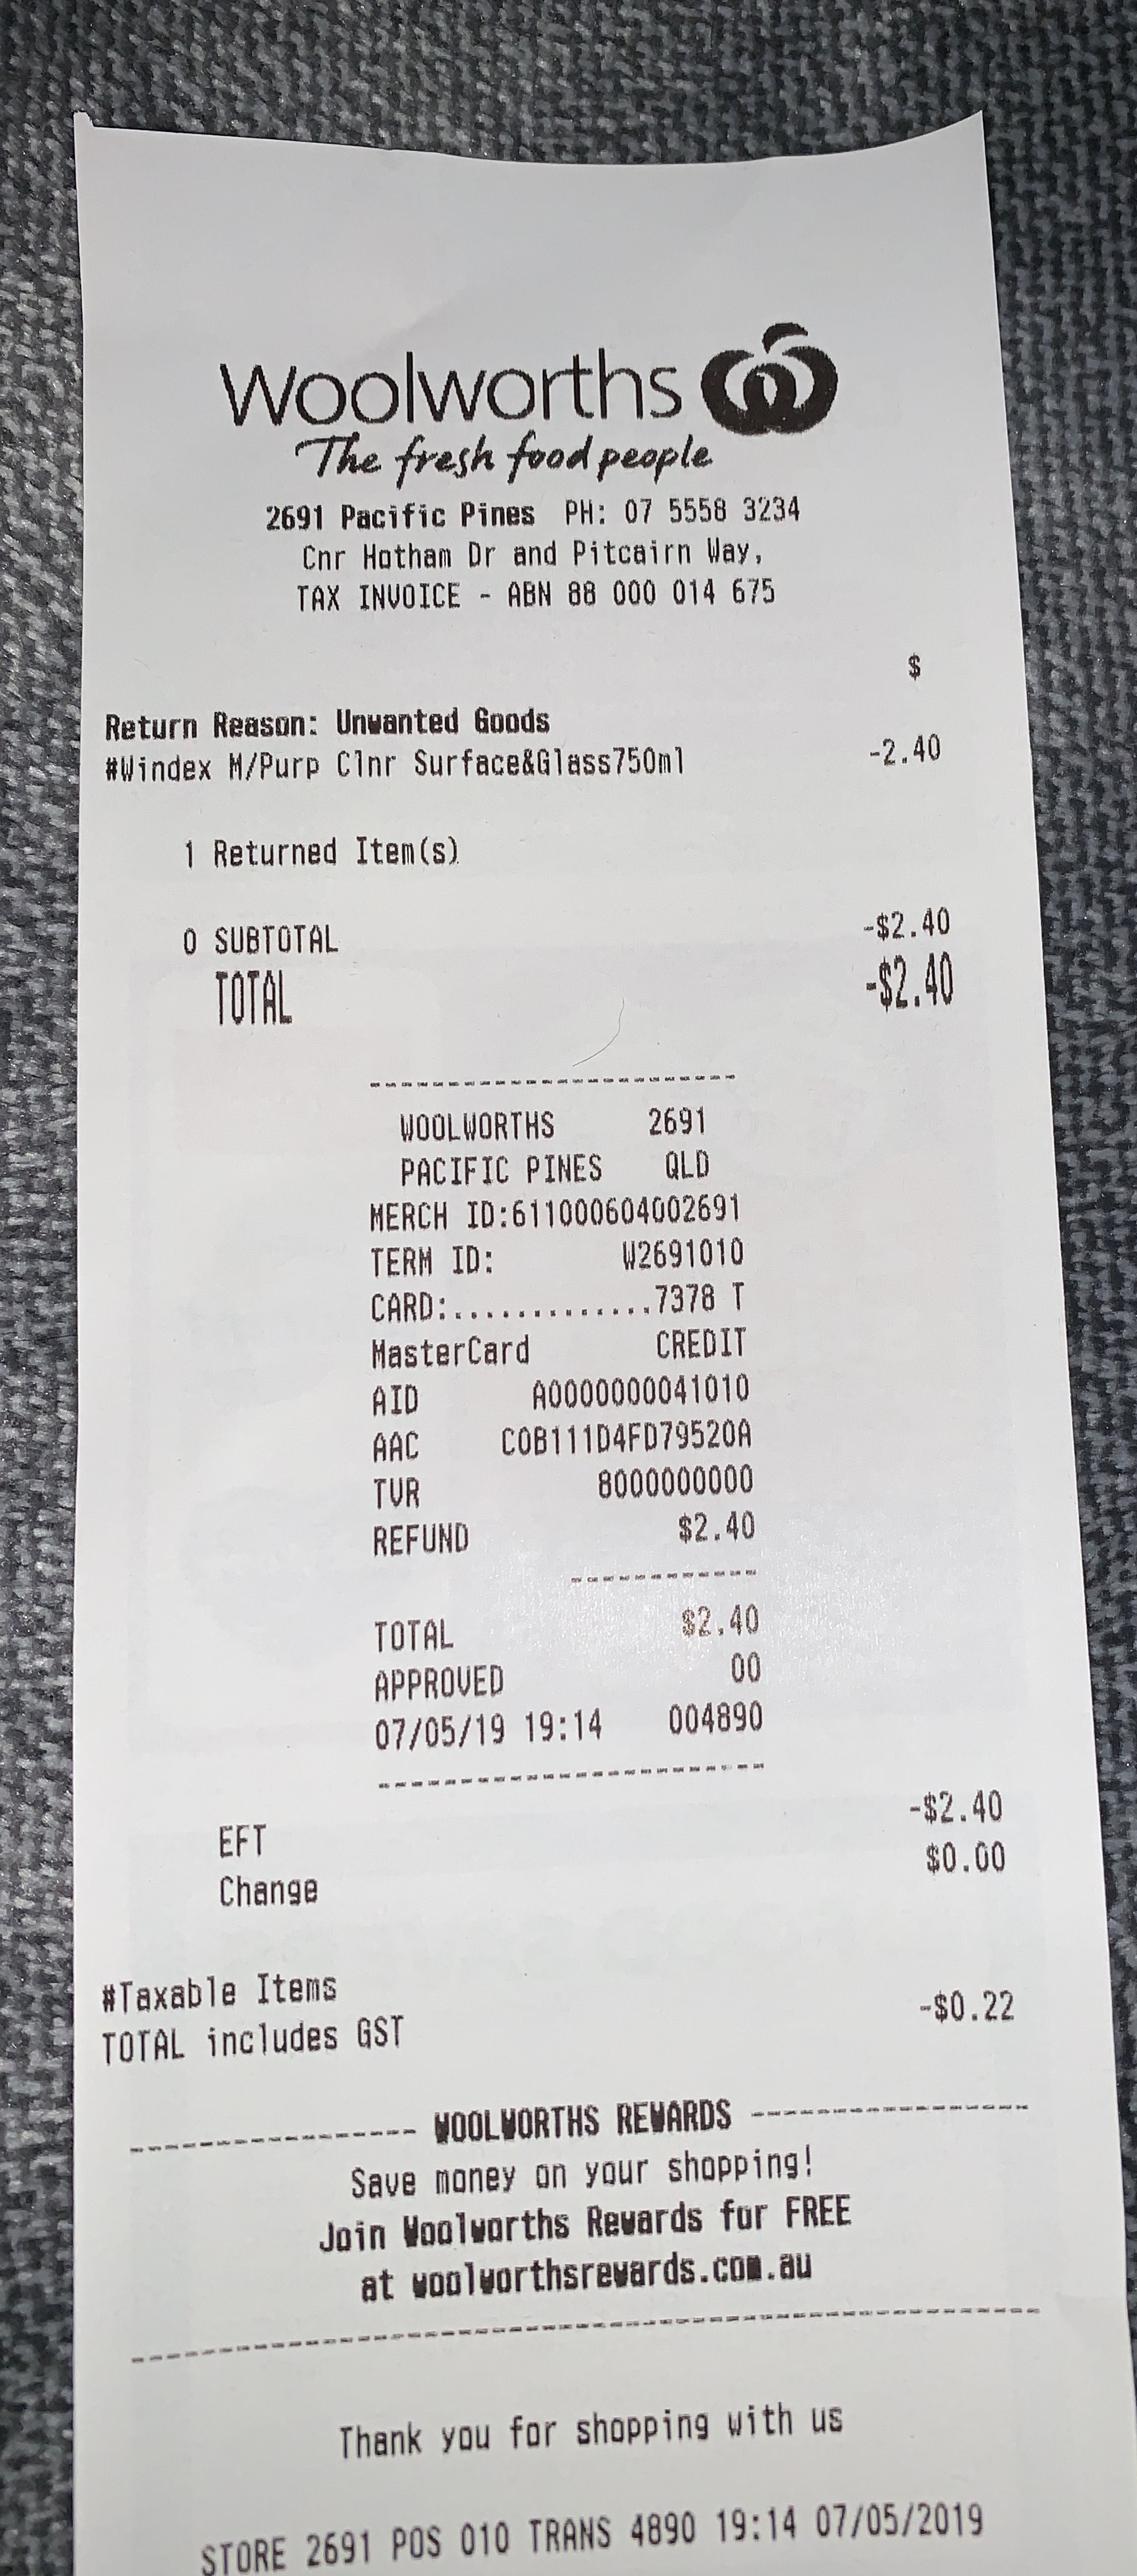 Woolworths
The fresh food people
2691 Pacific Pines PH: 07 5558 3234
Cnr Hotham Dr and Pitcairn Way,
TAX INVOICE - ABN 88 000 014 675
$
Return Reason: Unwanted Goods
#Windex M/Purp Clnr Surface&Glass750ml -2.40
1 Returned Item(s)
0 SUBTOTAL -$2.40
TOTAL -$2.40
WOOLWORTHS 2691
PACIFIC PINES QLD
MERCH ID:611000604002691
TERM ID: W2691010
CARD:.............7378 T
MasterCard CREDIT
AID A0000000041010
AAC C0B111D4FD79520A
TVR 8000000000
REFUND $2.40
TOTAL $2.40
APPROVED 00
07/05/19 19:14 004890
EFT -$2.40
Change $0.00
#Taxable Items
TOTAL includes GST -$0.22
WOOLWORTHS REWARDS
Save money on your shopping!
Join Woolworths Rewards for FREE
at woolworthsrewards.com.au
Thank you for shopping with us
STORE 2691 POS 010 TRANS 4890 19:14 07/05/2019